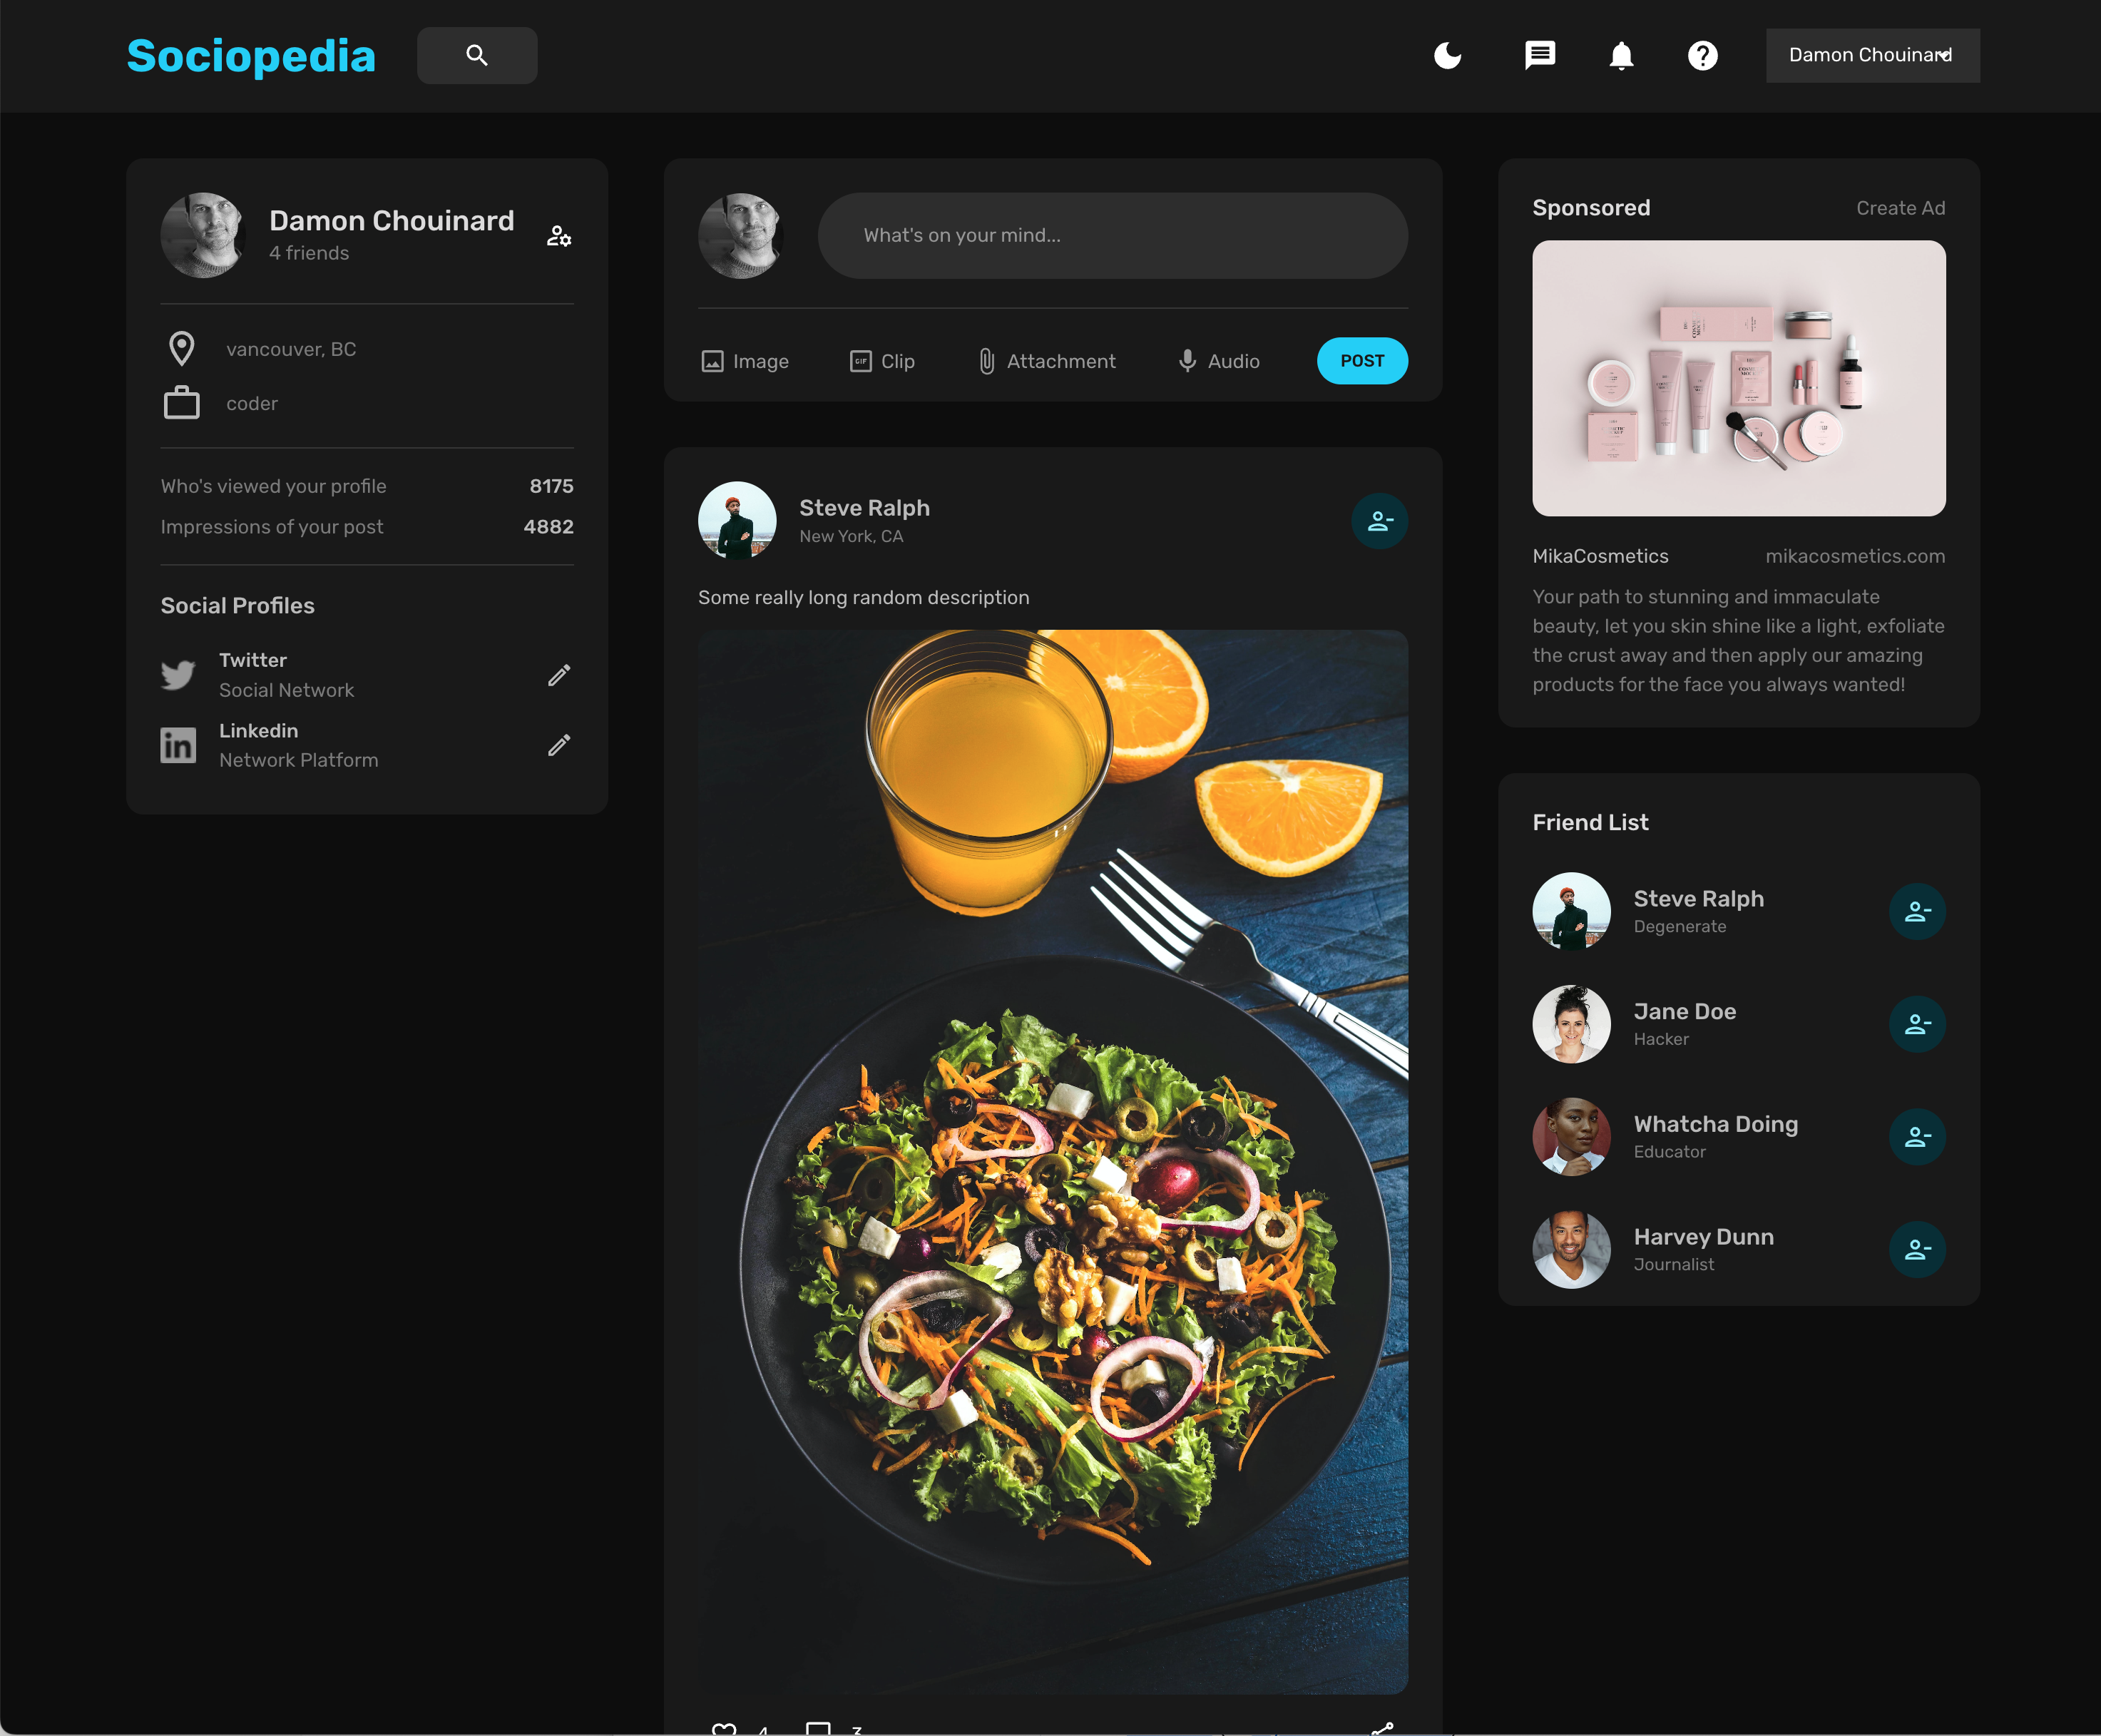 Sociopedia
Damon Chouinard
Damon Chouinard
4 friends
vancouver, BC
coder
Who's viewed your profile 8175
Impressions of your post 4882
Social Profiles
Twitter
Social Network
Linkedin
Network Platform
What's on your mind...
Image
GIF Clip
Attachment
Audio
POST
Steve Ralph
New York, CA
Some really long random description
4
3
Sponsored
Create Ad
MikaCosmetics
mikacosmetics.com
Your path to stunning and immaculate
beauty, let you skin shine like a light, exfoliate
the crust away and then apply our amazing
products for the face you always wanted!
Friend List
Steve Ralph
Degenerate
Jane Doe
Hacker
Whatcha Doing
Educator
Harvey Dunn
Journalist